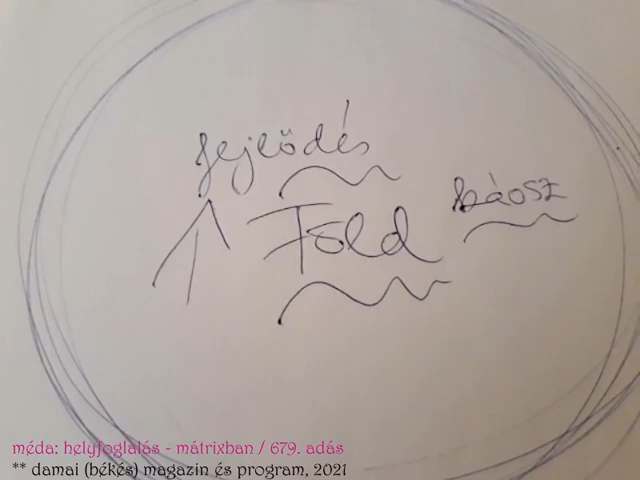 fejlődés
káosz
Föld
méda: helyfoglalás - mátrixban / 679. adás
** damai (békés) magazin és program, 2021